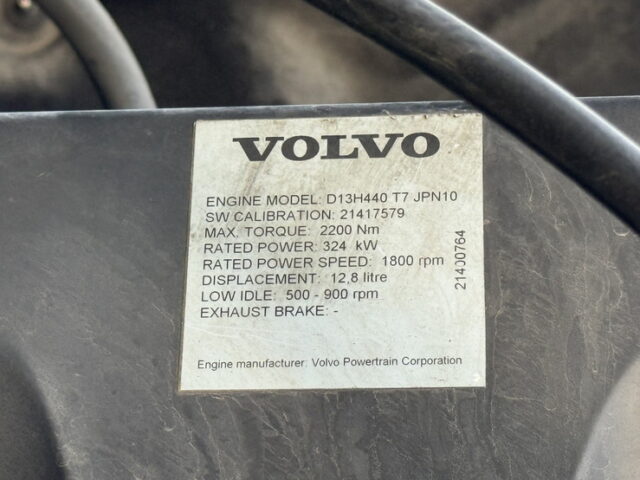 VOLVO
ENGINE MODEL: D13H440 T7 JPN10
SW CALIBRATION: 21417579
MAX. TORQUE: 2200 Nm
RATED POWER: 324 kW
RATED POWER SPEED: 1800 rpm
DISPLACEMENT: 12,8 litre
LOW IDLE: 500 - 900 rpm
EXHAUST BRAKE: -
21400764
Engine manufacturer: Volvo Powertrain Corporation